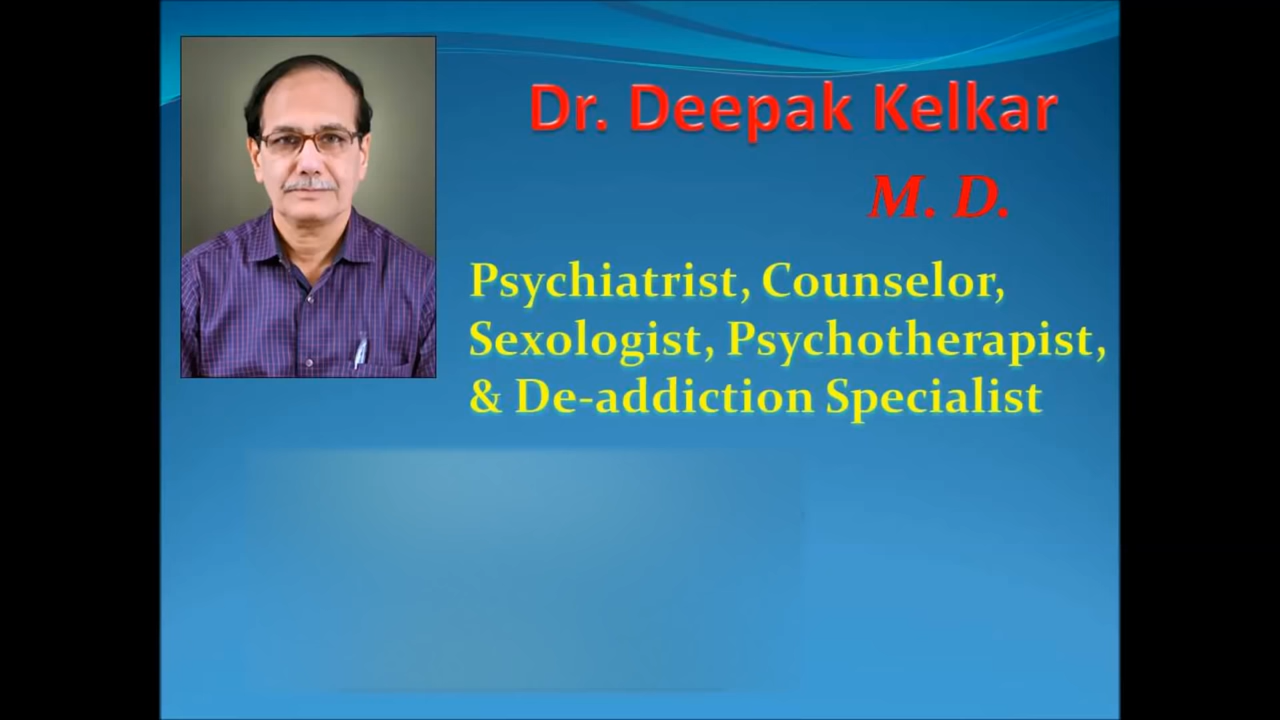 Dr. Deepak Kelkar
M. D.
Psychiatrist, Counselor,
Sexologist, Psychotherapist,
& De-addiction Specialist